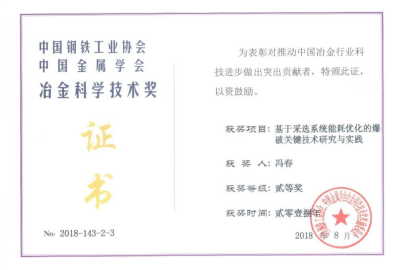 中国钢铁工业协会
中国金属学会
冶金科学技术奖
证
书
No: 2018-143-2-3
为表彰对推动中国冶金行业科
技进步做出突出贡献者，特颁此证，
以资鼓励。
获奖项目: 基于采选系统能耗优化的爆
破关键技术研究与实践
获 奖 人: 冯春
获奖等级: 贰等奖
获奖时间: 贰零壹捌年
2018 年 8 月